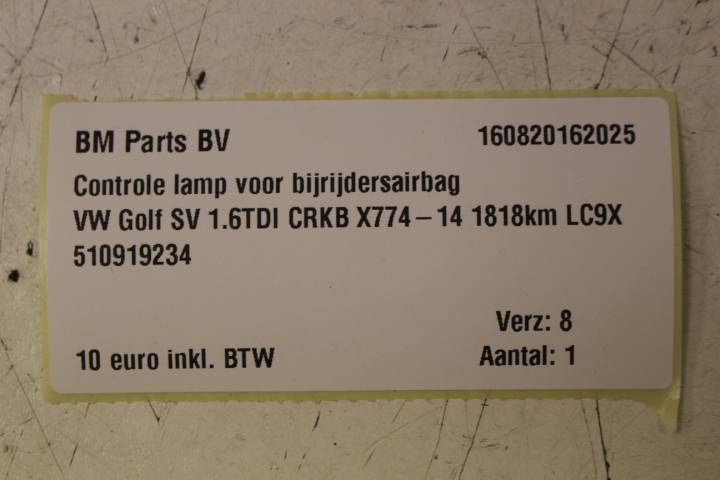 BM Parts BV 160820162025
Controle lamp voor bijrijdersairbag
VW Golf SV 1.6TDI CRKB X774-14 1818km LC9X
510919234
Verz: 8
10 euro inkl. BTW Aantal: 1